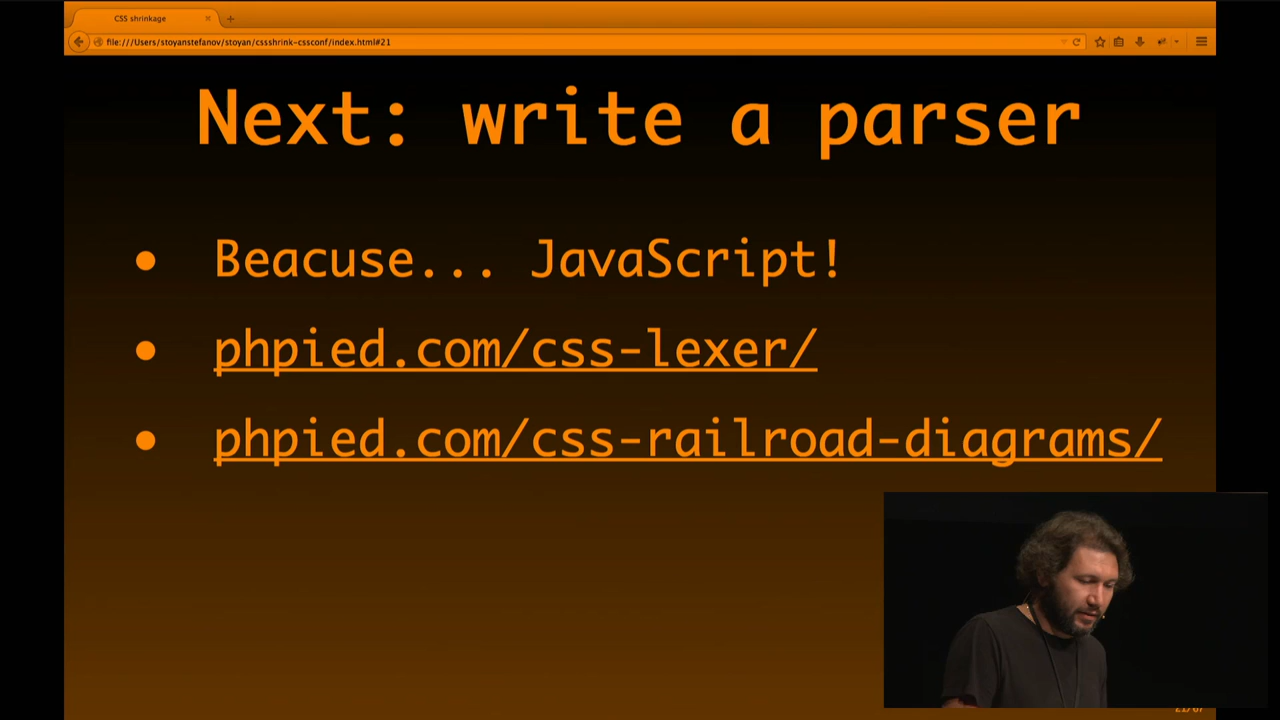 CSS shrinkage
file:///Users/stoyanstefanov/stoyan/cssshrink-cssconf/index.html#21
Next: write a parser
Beacuse... JavaScript!
phpied.com/css-lexer/
phpied.com/css-railroad-diagrams/